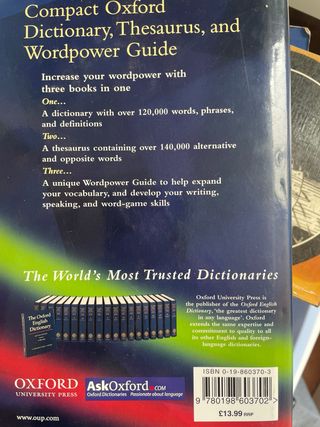 Compact Oxford
Dictionary, Thesaurus, and
Wordpower Guide
Increase your wordpower with
three books in one
One...
A dictionary with over 120,000 words, phrases,
and definitions
Two...
A thesaurus containing over 140,000 alternative
and opposite words
Three...
A unique Wordpower Guide to help expand
your vocabulary, and develop your writing,
speaking, and word-game skills
The World's Most Trusted Dictionaries
The Oxford
English
Dictionary
Oxford University Press is
the publisher of the Oxford English
Dictionary, 'the greatest dictionary
in any language'. Oxford
extends the same expertise and
commitment to quality to all
its other English and foreign-
language dictionaries.
OXFORD
UNIVERSITY PRESS
www.oup.com
AskOxford.COM
Oxford Dictionaries Passionate about language
ISBN 0-19-860370-3
9 780198 603702 >
£13.99 RRP